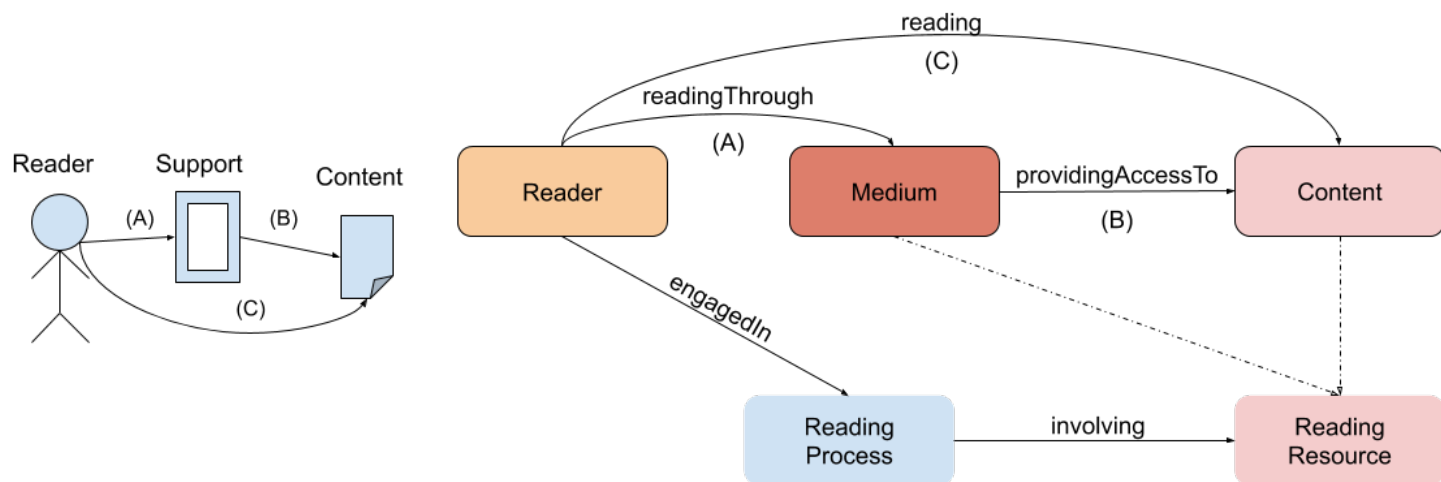 Reader
Support
Content
(A)
(B)
(C)
reading
(C)
readingThrough
(A)
Reader
Medium
providingAccessTo
(B)
Content
engagedIn
Reading
Process
involving
Reading
Resource